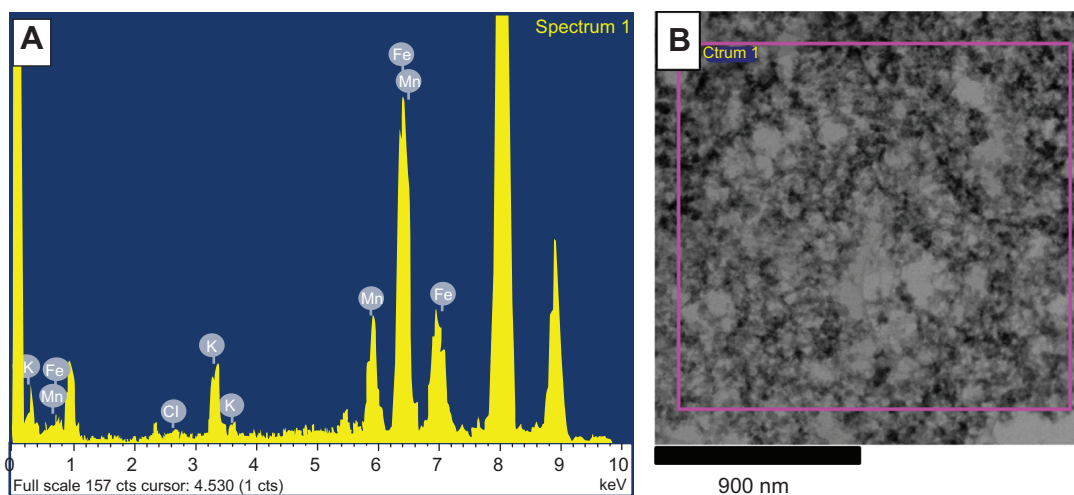 A
Spectrum 1
Fe
Mn
Mn
Fe
K
K
Fe
Mn
Cl
K
0 1 2 3 4 5 6 7 8 9 10
Full scale 157 cts cursor: 4.530 (1 cts)
keV
B
Ctrum 1
900 nm